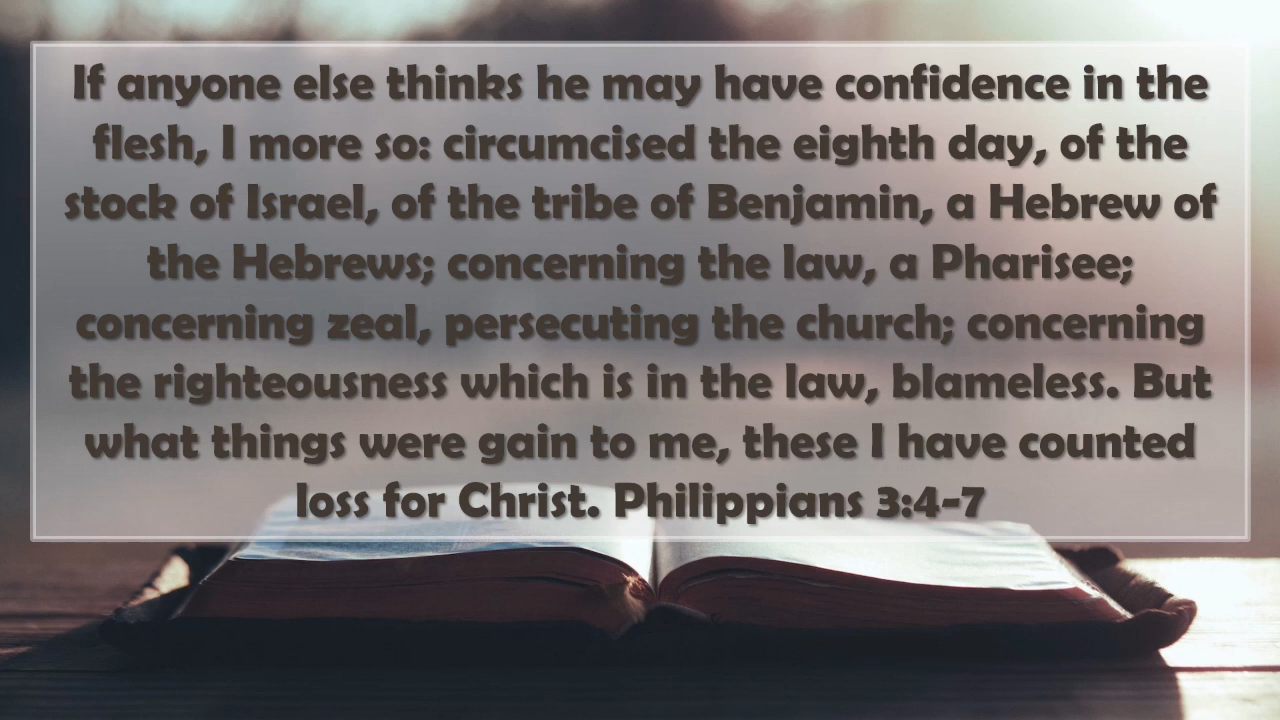 If anyone else thinks he may have confidence in the
flesh, I more so: circumcised the eighth day, of the
stock of Israel, of the tribe of Benjamin, a Hebrew of
the Hebrews; concerning the law, a Pharisee;
concerning zeal, persecuting the church; concerning
the righteousness which is in the law, blameless. But
what things were gain to me, these I have counted
loss for Christ. Philippians 3:4-7